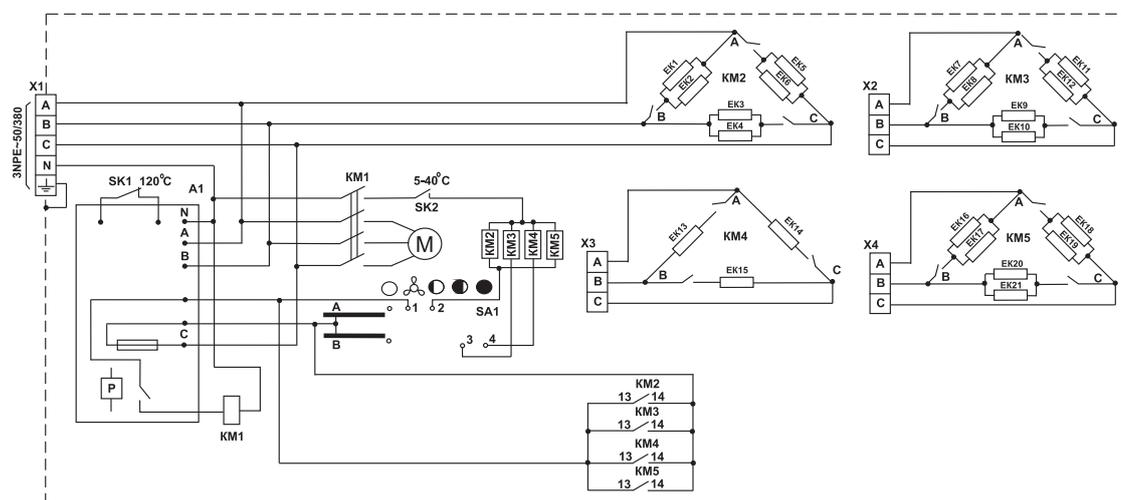 X1
3NPE~50/380
A
B
C
N
A
EK1
EK2
EK5
EK6
KM2
EK3
EK4
B
C
X2
A
B
C
A
EK7
EK8
EK11
EK12
KM3
EK9
EK10
B
C
SK1 120°C
A1
N
A
B
C
P
KM1
KM1
5-40°C
SK2
M
KM2
KM3
KM4
KM5
1
2
SA1
A
B
3
4
X3
A
B
C
A
EK13
EK14
KM4
EK15
B
C
X4
A
B
C
A
EK16
EK17
EK18
EK19
KM5
EK20
EK21
B
C
KM2
13 14
KM3
13 14
KM4
13 14
KM5
13 14